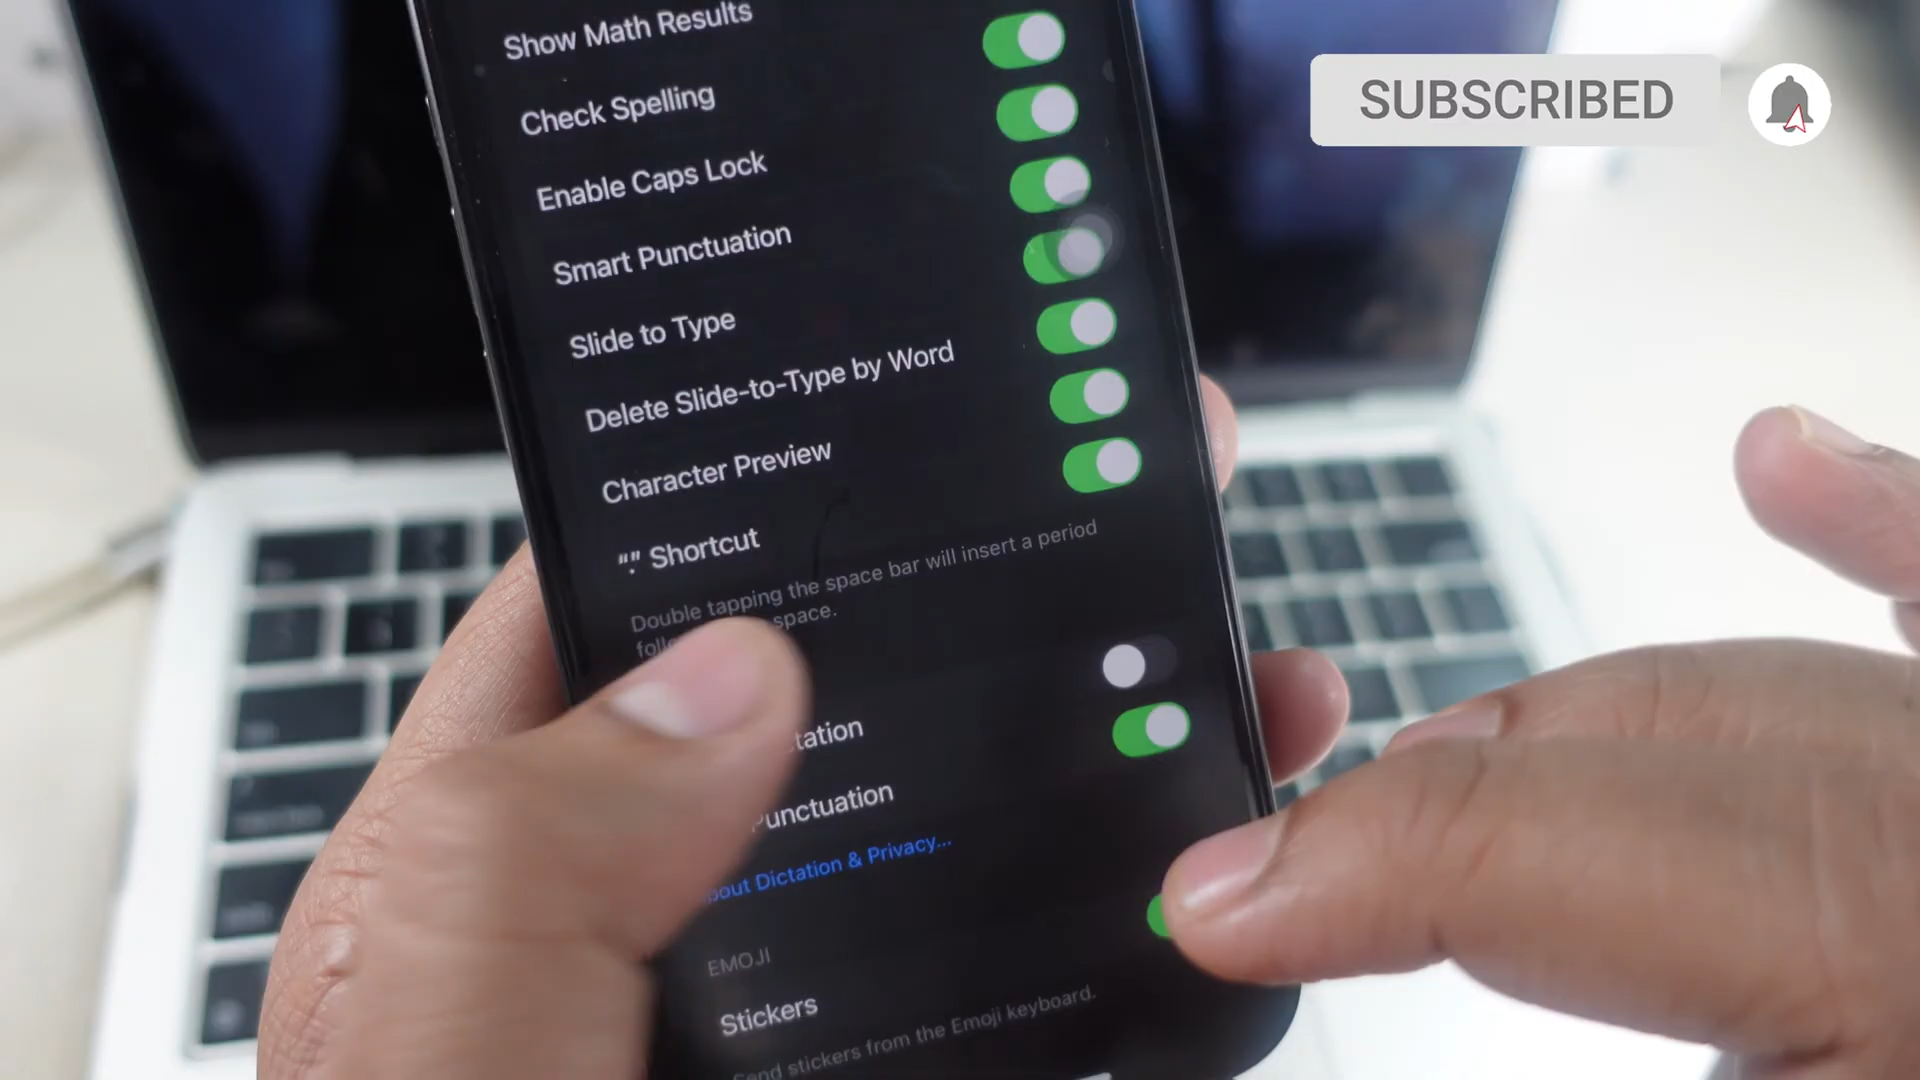 Show Math Results
SUBSCRIBED
Check Spelling
Enable Caps Lock
Smart Punctuation
Slide to Type
Delete Slide-to-Type by Word
Character Preview
“.” Shortcut
Double tapping the space bar will insert a period
space.
Dictation & Privacy...
EMOJI
Stickers
stickers from the Emoji keyboard.